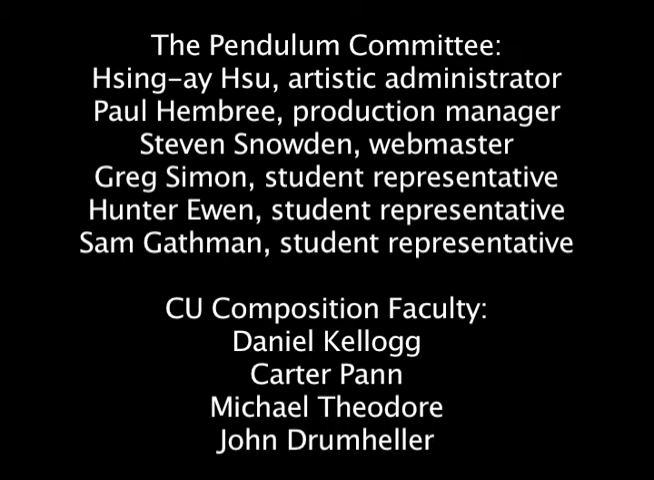 The Pendulum Committee:
Hsing-ay Hsu, artistic administrator
Paul Hembree, production manager
Steven Snowden, webmaster
Greg Simon, student representative
Hunter Ewen, student representative
Sam Gathman, student representative
CU Composition Faculty:
Daniel Kellogg
Carter Pann
Michael Theodore
John Drumheller